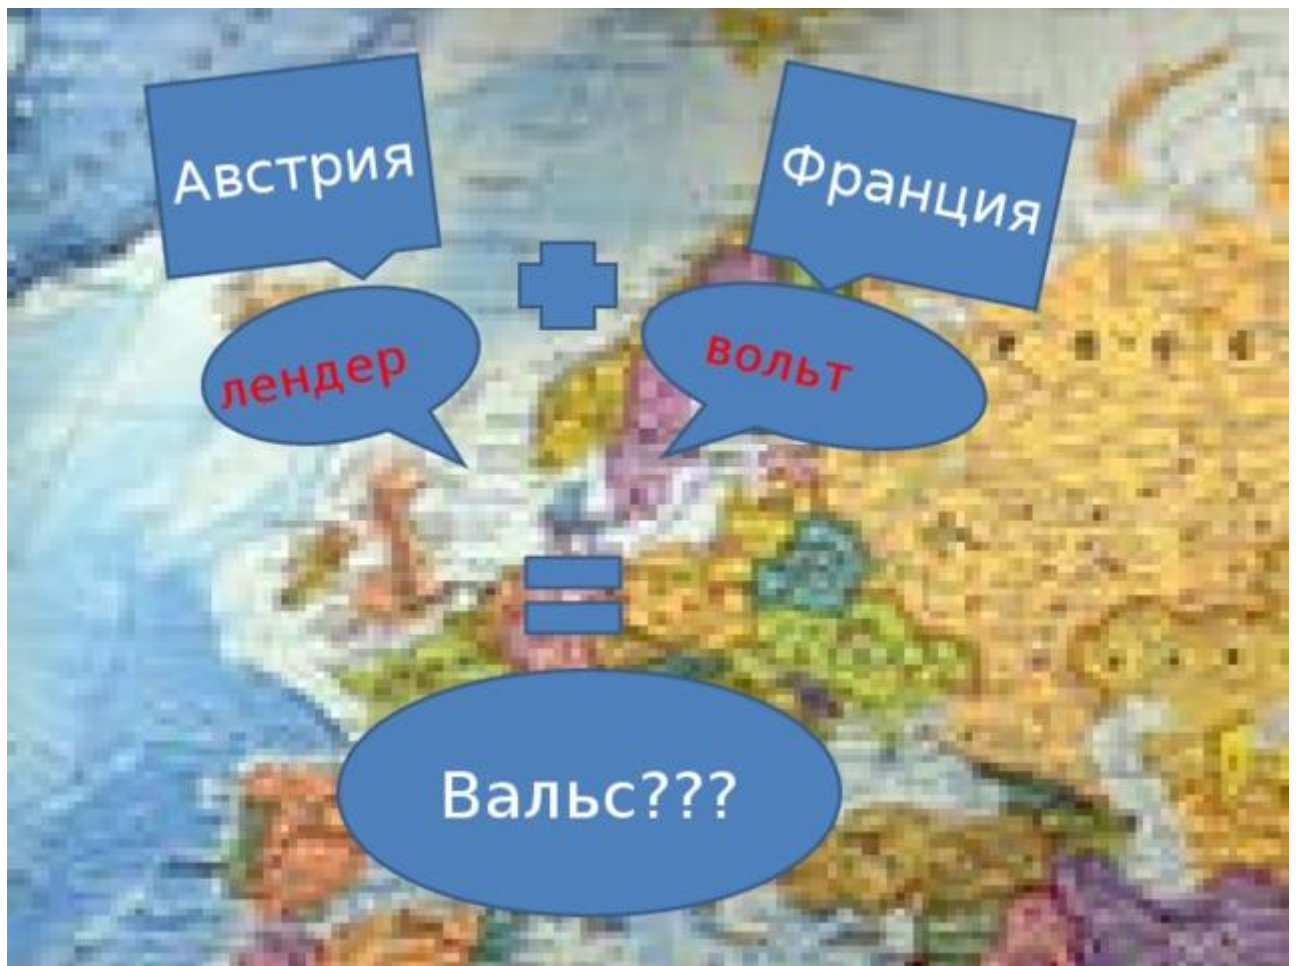 Австрия
Франция
лендер
вольт
Вальс???